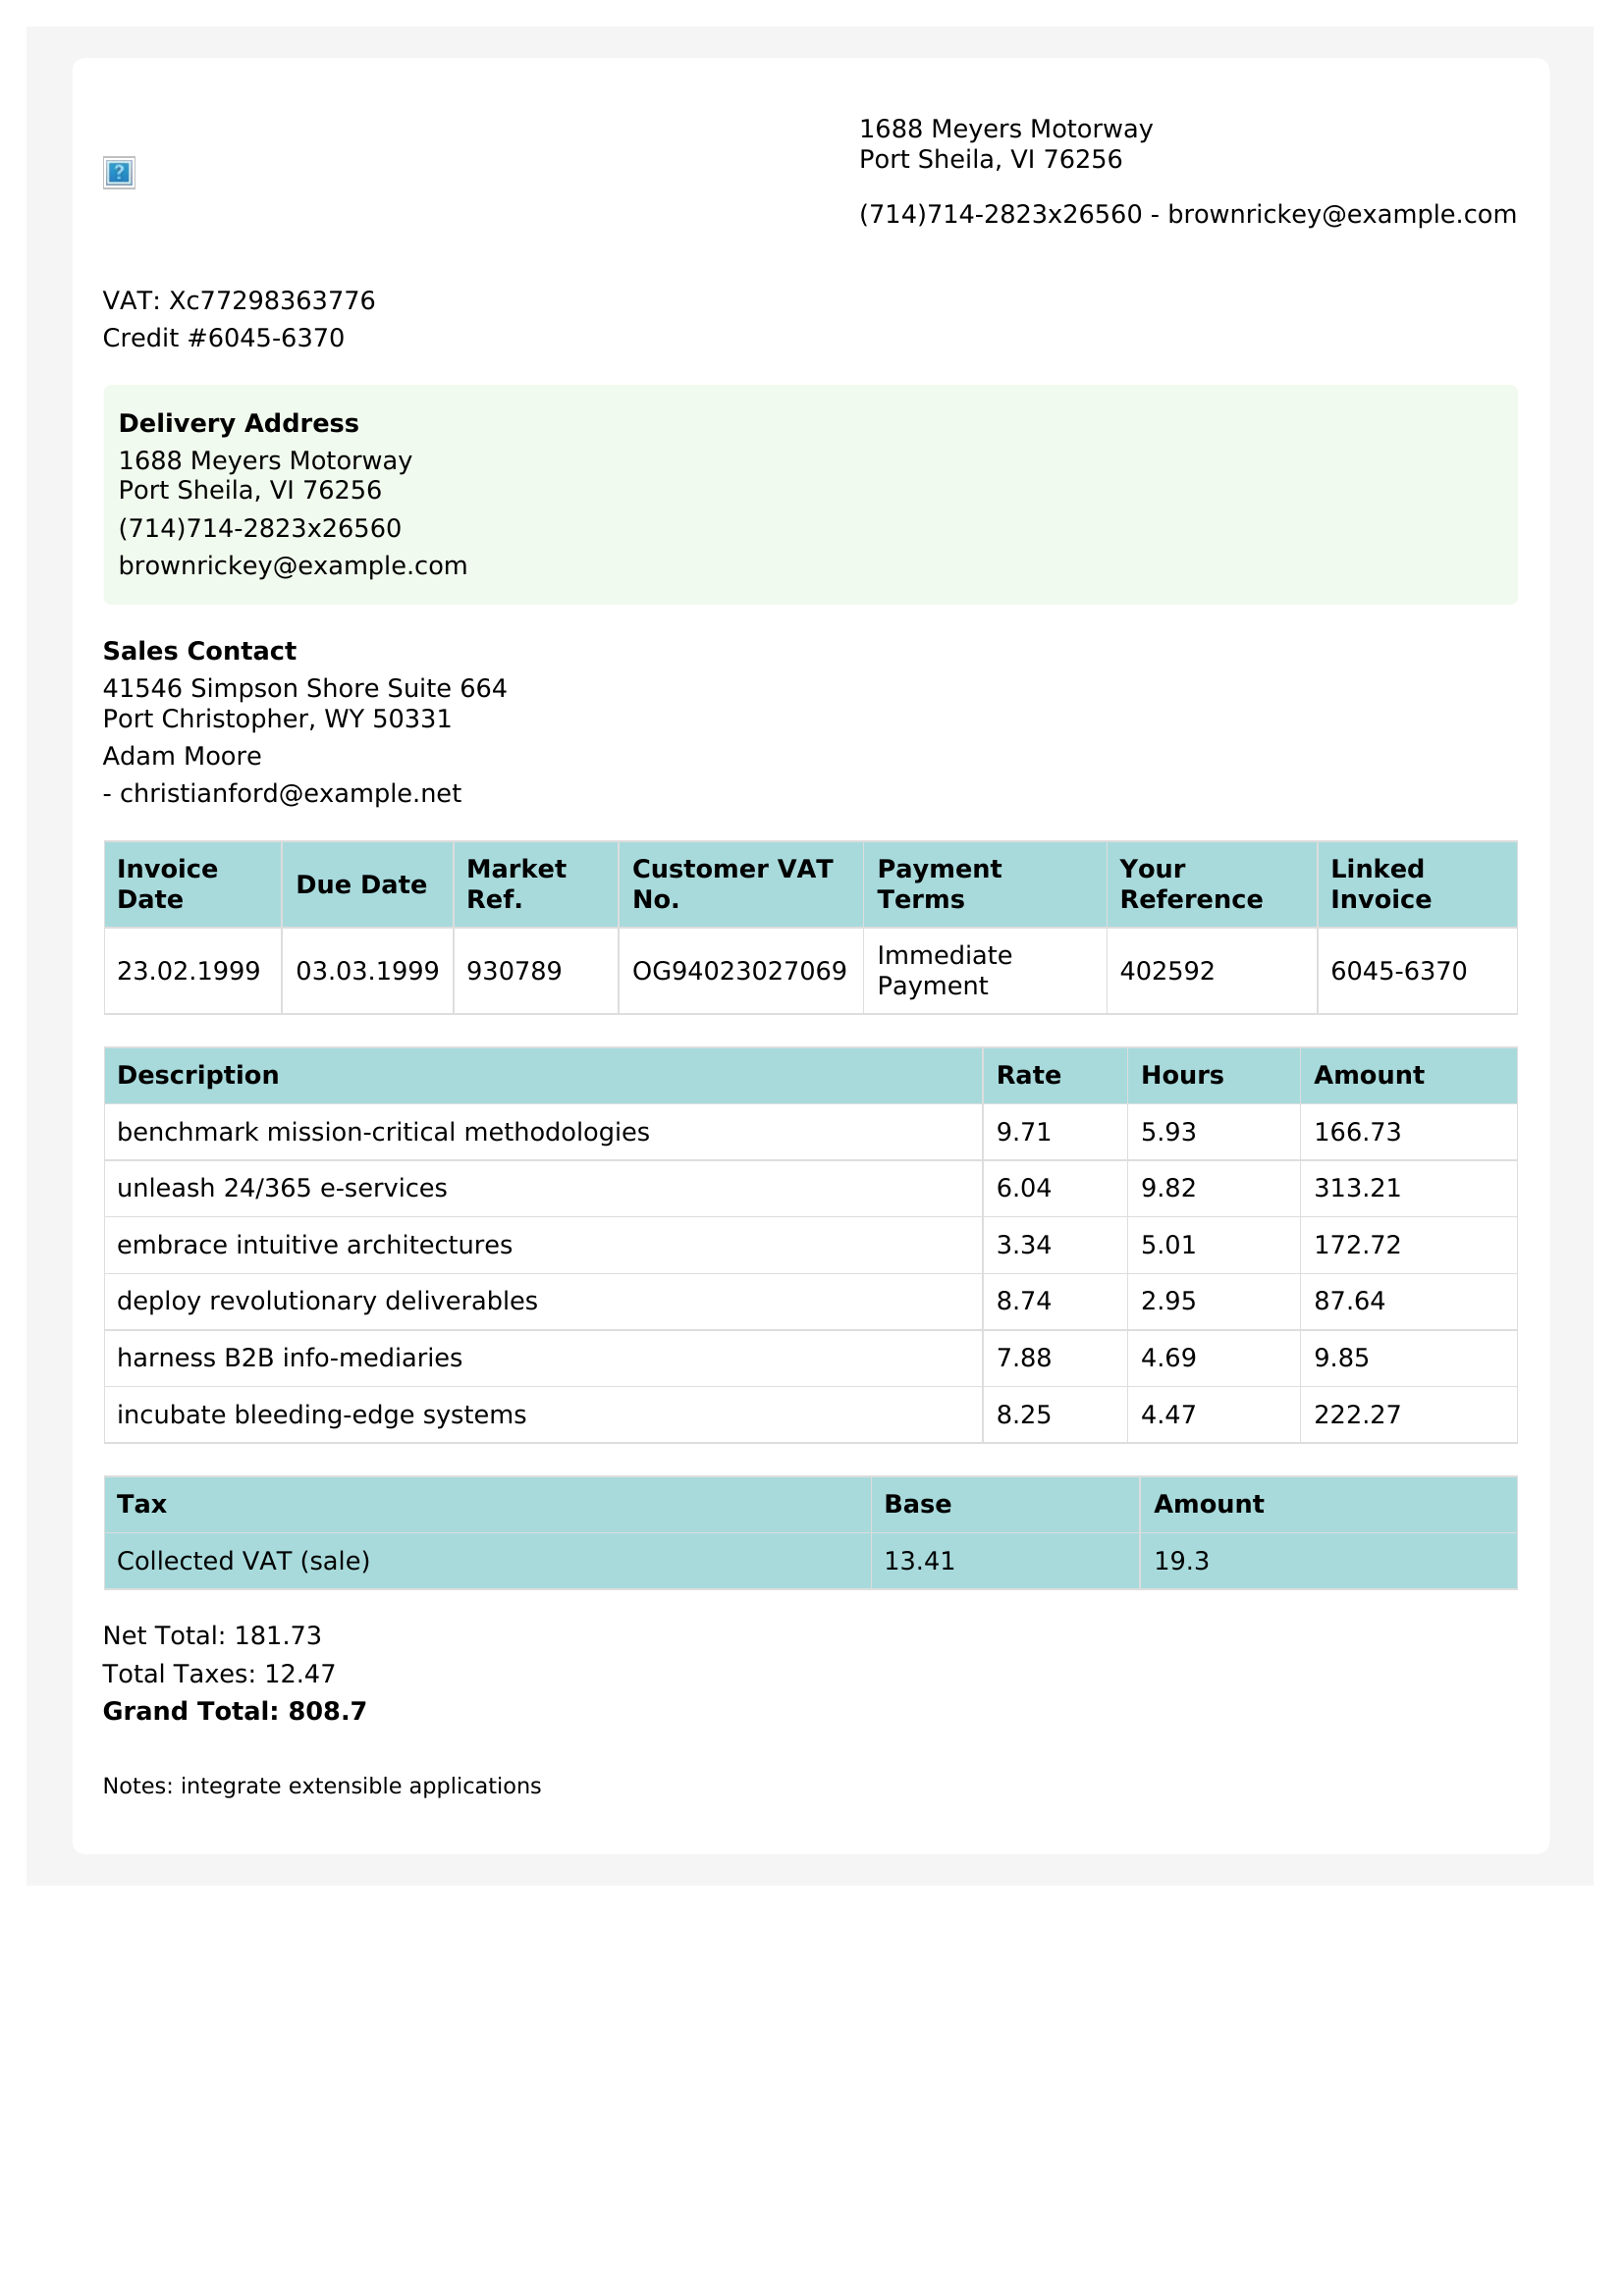 1688 Meyers Motorway
Port Sheila, VI 76256
(714)714-2823x26560 - brownrickey@example.com
VAT: Xc77298363776
Credit #6045-6370
Delivery Address
1688 Meyers Motorway
Port Sheila, VI 76256
(714)714-2823x26560
brownrickey@example.com
Sales Contact
41546 Simpson Shore Suite 664
Port Christopher, WY 50331
Adam Moore
- christianford@example.net
Invoice Date Due Date Market Ref. Customer VAT No. Payment Terms Your Reference Linked Invoice
23.02.1999 03.03.1999 930789 OG94023027069 Immediate Payment 402592 6045-6370
Description Rate Hours Amount
benchmark mission-critical methodologies 9.71 5.93 166.73
unleash 24/365 e-services 6.04 9.82 313.21
embrace intuitive architectures 3.34 5.01 172.72
deploy revolutionary deliverables 8.74 2.95 87.64
harness B2B info-mediaries 7.88 4.69 9.85
incubate bleeding-edge systems 8.25 4.47 222.27
Tax Base Amount
Collected VAT (sale) 13.41 19.3
Net Total: 181.73
Total Taxes: 12.47
Grand Total: 808.7
Notes: integrate extensible applications